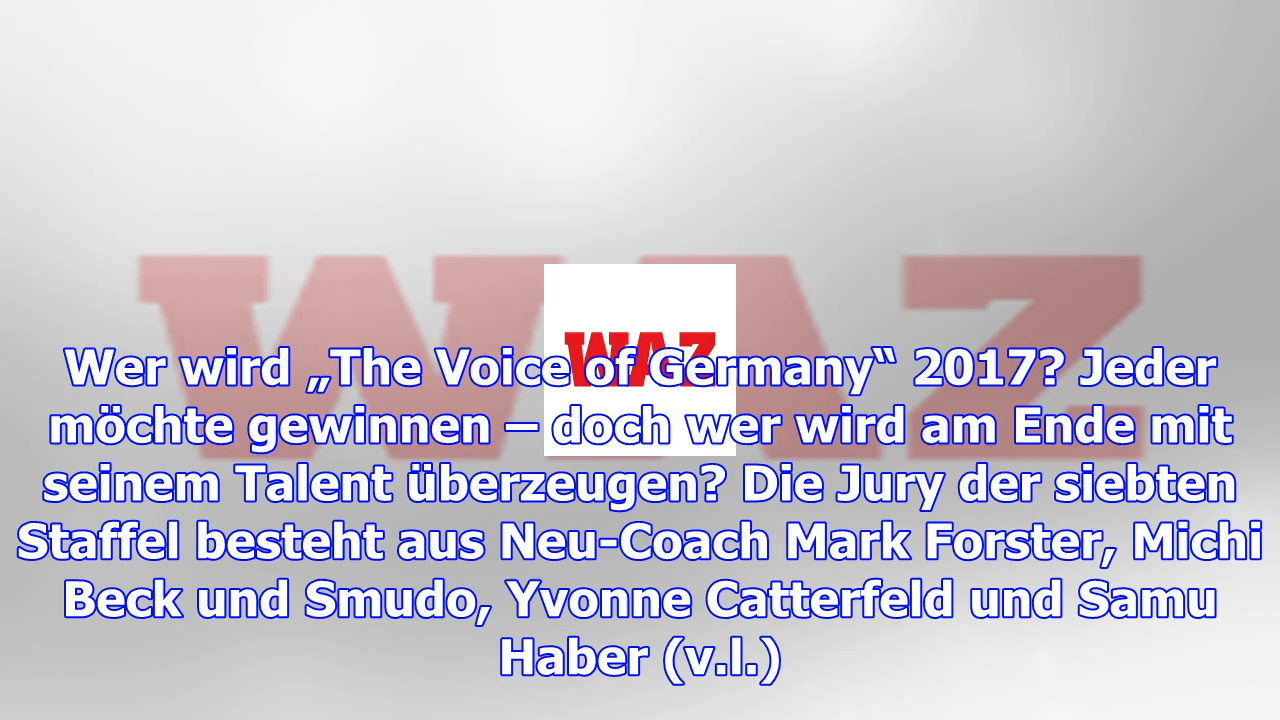 WAZ
WAZ
Wer wird „The Voice of Germany“ 2017? Jeder
möchte gewinnen – doch wer wird am Ende mit
seinem Talent überzeugen? Die Jury der siebten
Staffel besteht aus Neu-Coach Mark Forster, Michi
Beck und Smudo, Yvonne Catterfeld und Samu
Haber (v.l.)